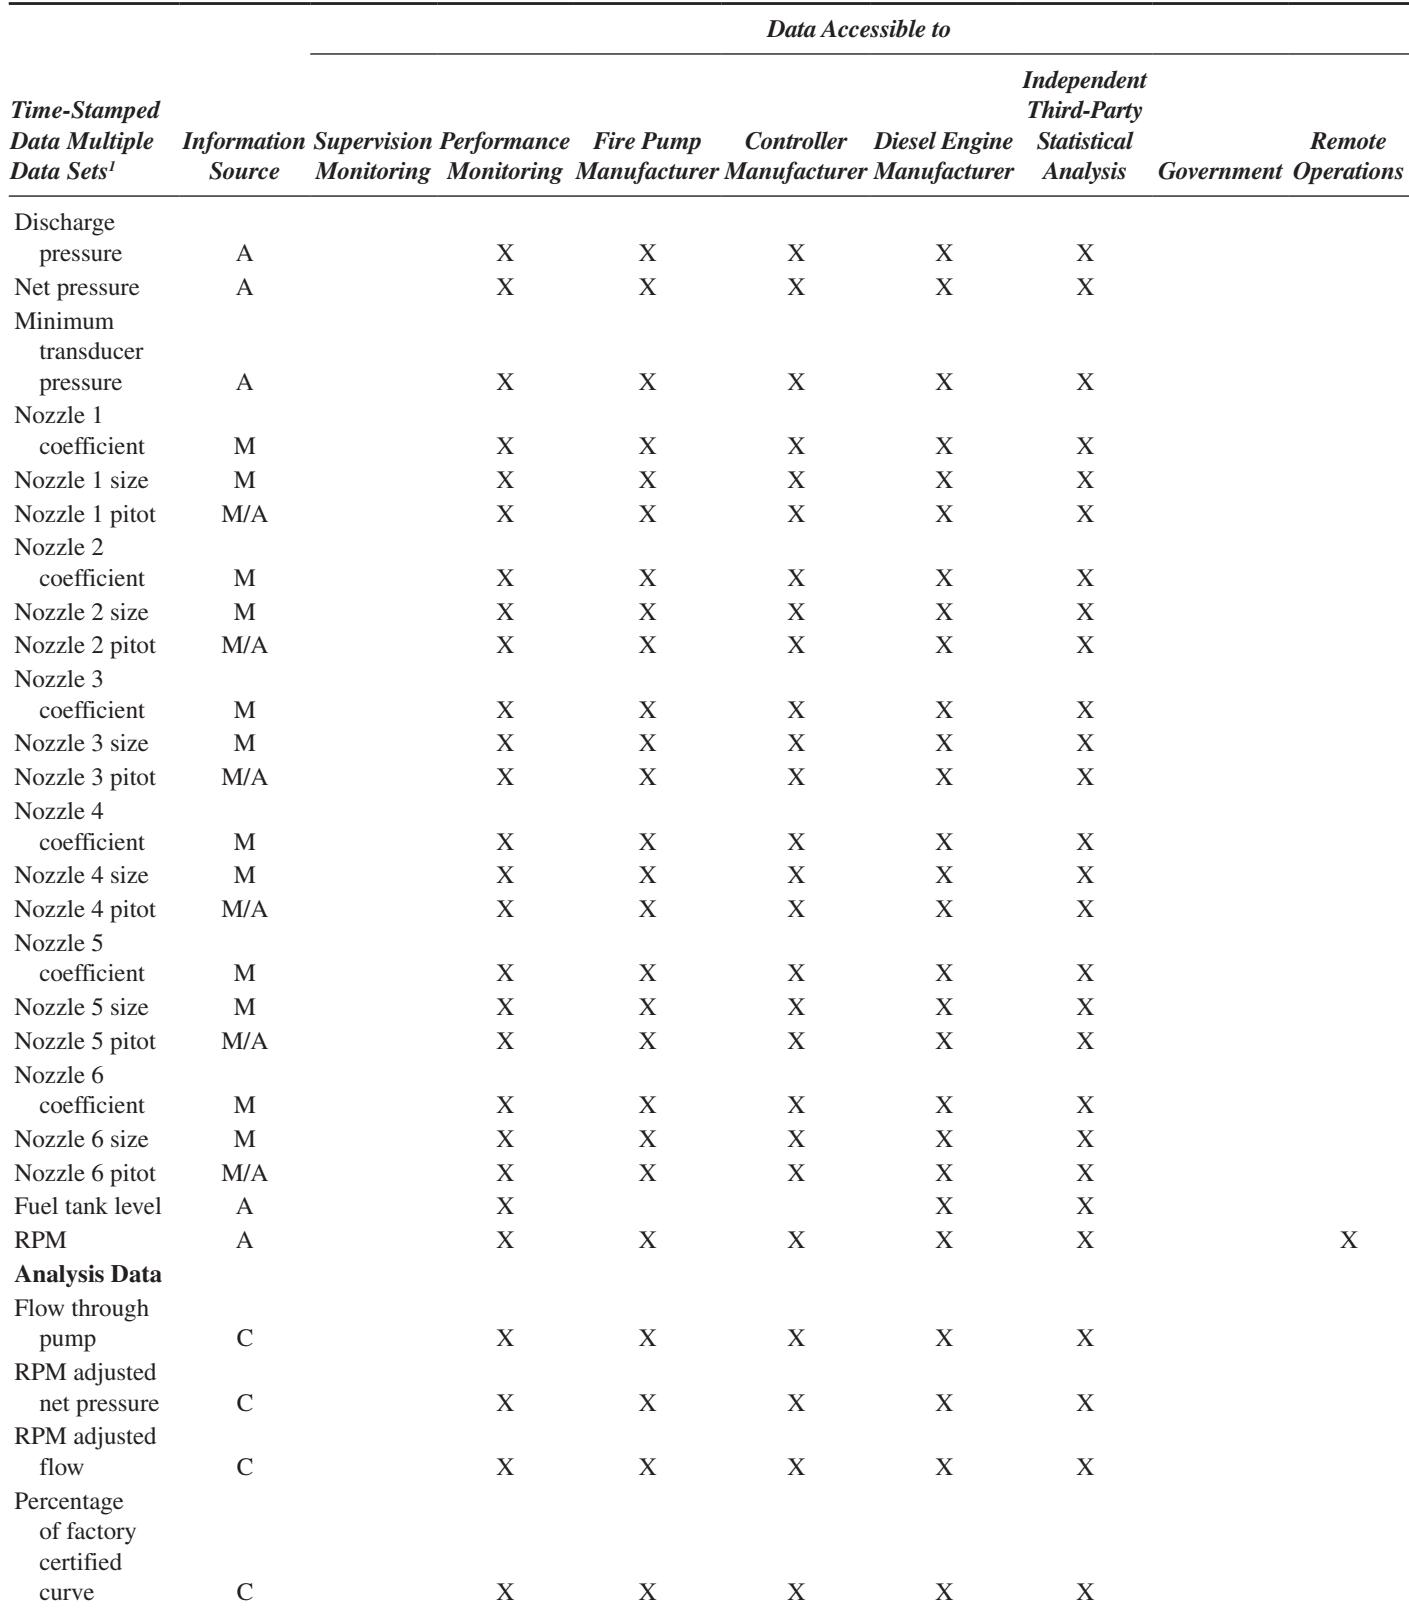 Data Accessible to
Independent
Time-Stamped Third-Party
Data Multiple Information Supervision Performance Fire Pump Controller Diesel Engine Statistical Remote
Data Sets1 Source Monitoring Monitoring Manufacturer Manufacturer Manufacturer Analysis Government Operations
Discharge
pressure A X X X X X
Net pressure A X X X X X
Minimum
transducer
pressure A X X X X X
Nozzle 1
coefficient M X X X X X
Nozzle 1 size M X X X X X
Nozzle 1 pitot M/A X X X X X
Nozzle 2
coefficient M X X X X X
Nozzle 2 size M X X X X X
Nozzle 2 pitot M/A X X X X X
Nozzle 3
coefficient M X X X X X
Nozzle 3 size M X X X X X
Nozzle 3 pitot M/A X X X X X
Nozzle 4
coefficient M X X X X X
Nozzle 4 size M X X X X X
Nozzle 4 pitot M/A X X X X X
Nozzle 5
coefficient M X X X X X
Nozzle 5 size M X X X X X
Nozzle 5 pitot M/A X X X X X
Nozzle 6
coefficient M X X X X X
Nozzle 6 size M X X X X X
Nozzle 6 pitot M/A X X X X X
Fuel tank level A X X X
RPM A X X X X X X
Analysis Data
Flow through
pump C X X X X X
RPM adjusted
net pressure C X X X X X
RPM adjusted
flow C X X X X X
Percentage
of factory
certified
curve C X X X X X